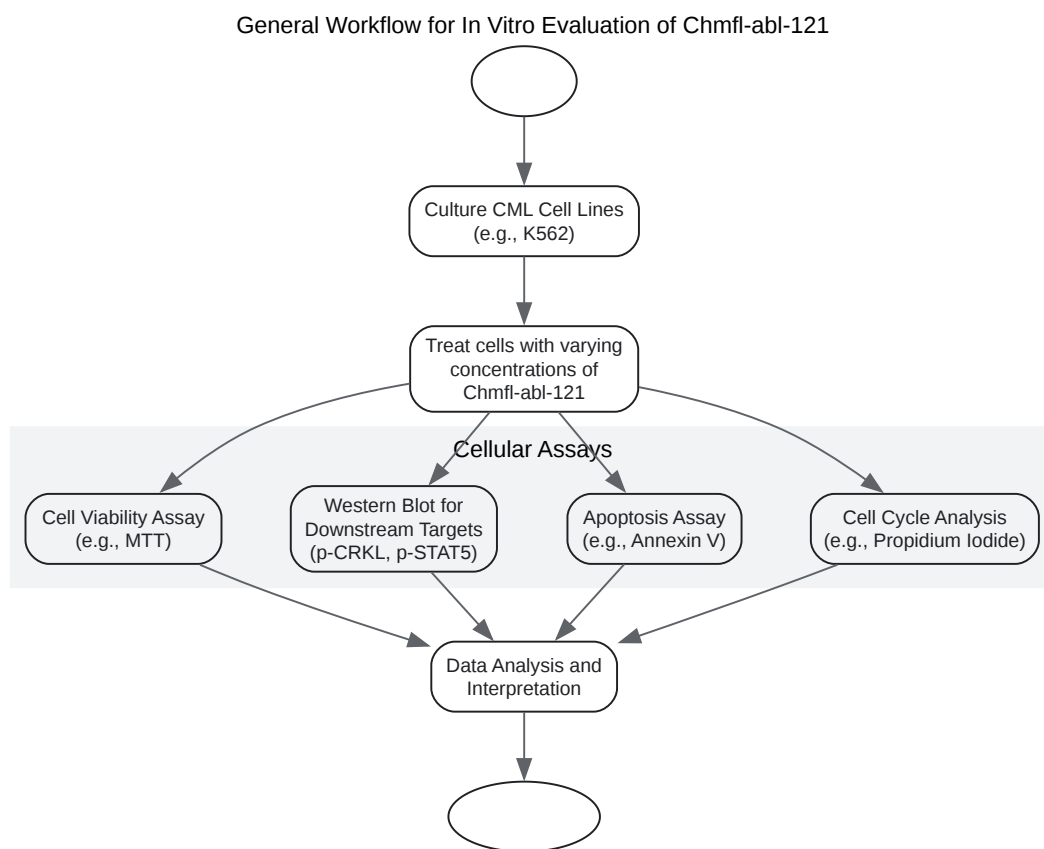 General Workflow for In Vitro Evaluation of Chmfl-abl-121
Culture CML Cell Lines
(e.g., K562)
Treat cells with varying
concentrations of
Chmfl-abl-121
Cellular Assays
Cell Viability Assay
(e.g., MTT)
Western Blot for
Downstream Targets
(p-CRKL, p-STAT5)
Apoptosis Assay
(e.g., Annexin V)
Cell Cycle Analysis
(e.g., Propidium Iodide)
Data Analysis and
Interpretation